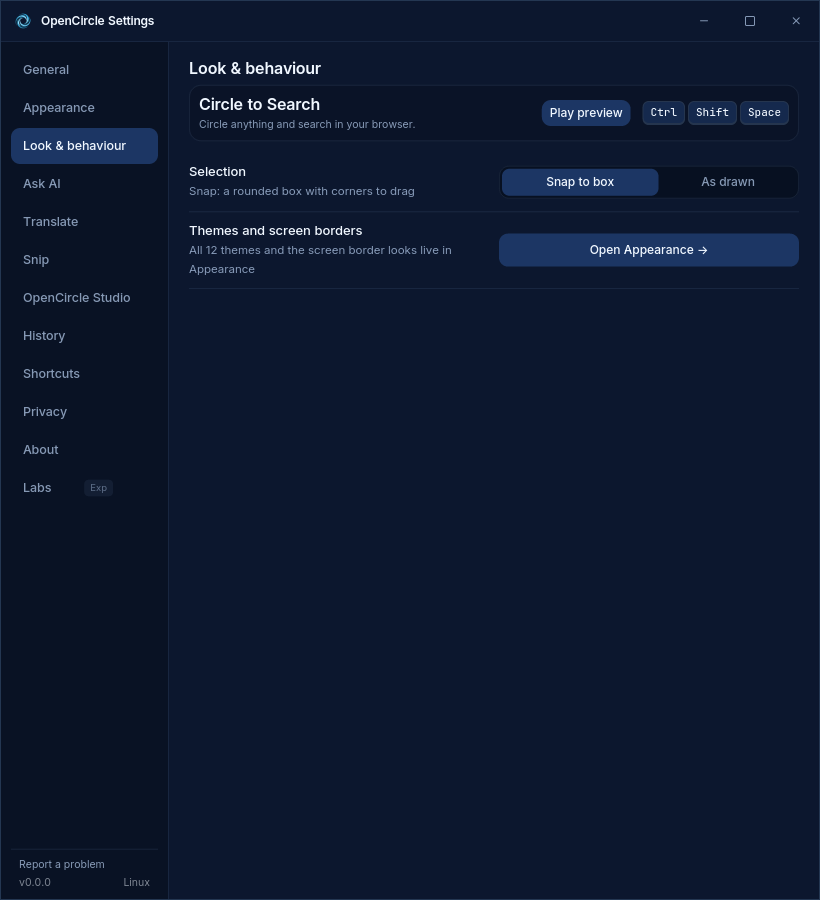 OpenCircle Settings
General
Appearance
Look & behaviour
Ask AI
Translate
Snip
OpenCircle Studio
History
Shortcuts
Privacy
About
Labs Exp
Report a problem
v0.0.0 Linux
Look & behaviour
Circle to Search
Circle anything and search in your browser.
Play preview Ctrl Shift Space
Selection
Snap: a rounded box with corners to drag
Snap to box As drawn
Themes and screen borders
All 12 themes and the screen border looks live in
Appearance
Open Appearance →